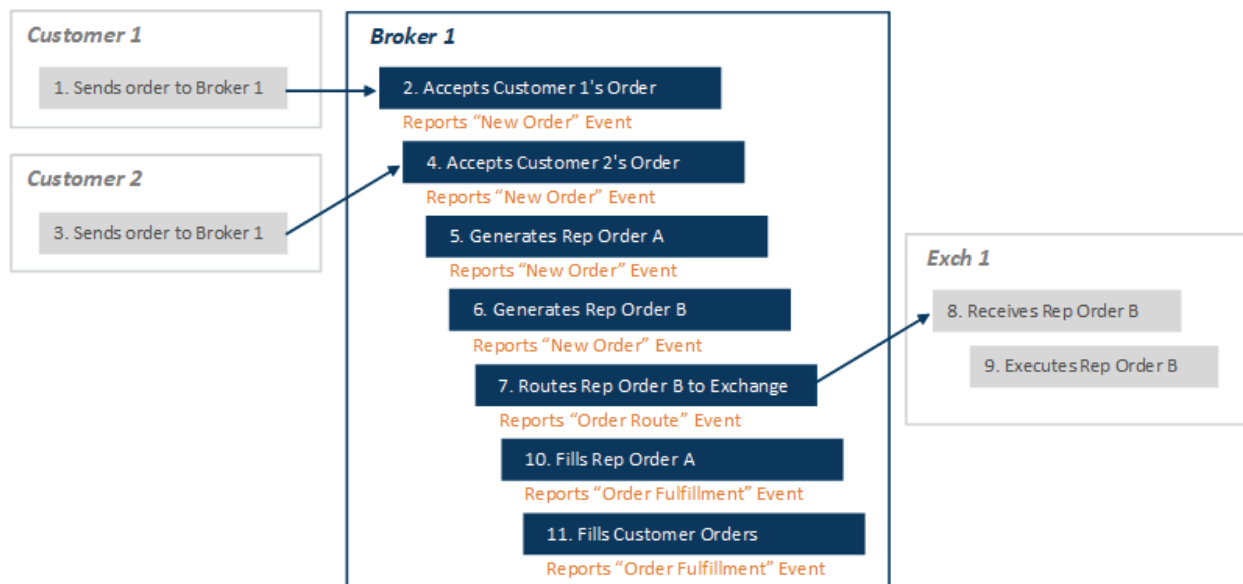 Customer 1
1. Sends order to Broker 1
Customer 2
3. Sends order to Broker 1
Broker 1
2. Accepts Customer 1's Order
Reports “New Order” Event
4. Accepts Customer 2's Order
Reports “New Order” Event
5. Generates Rep Order A
Reports “New Order” Event
6. Generates Rep Order B
Reports “New Order” Event
7. Routes Rep Order B to Exchange
Reports “Order Route” Event
10. Fills Rep Order A
Reports “Order Fulfillment” Event
11. Fills Customer Orders
Reports “Order Fulfillment” Event
Exch 1
8. Receives Rep Order B
9. Executes Rep Order B